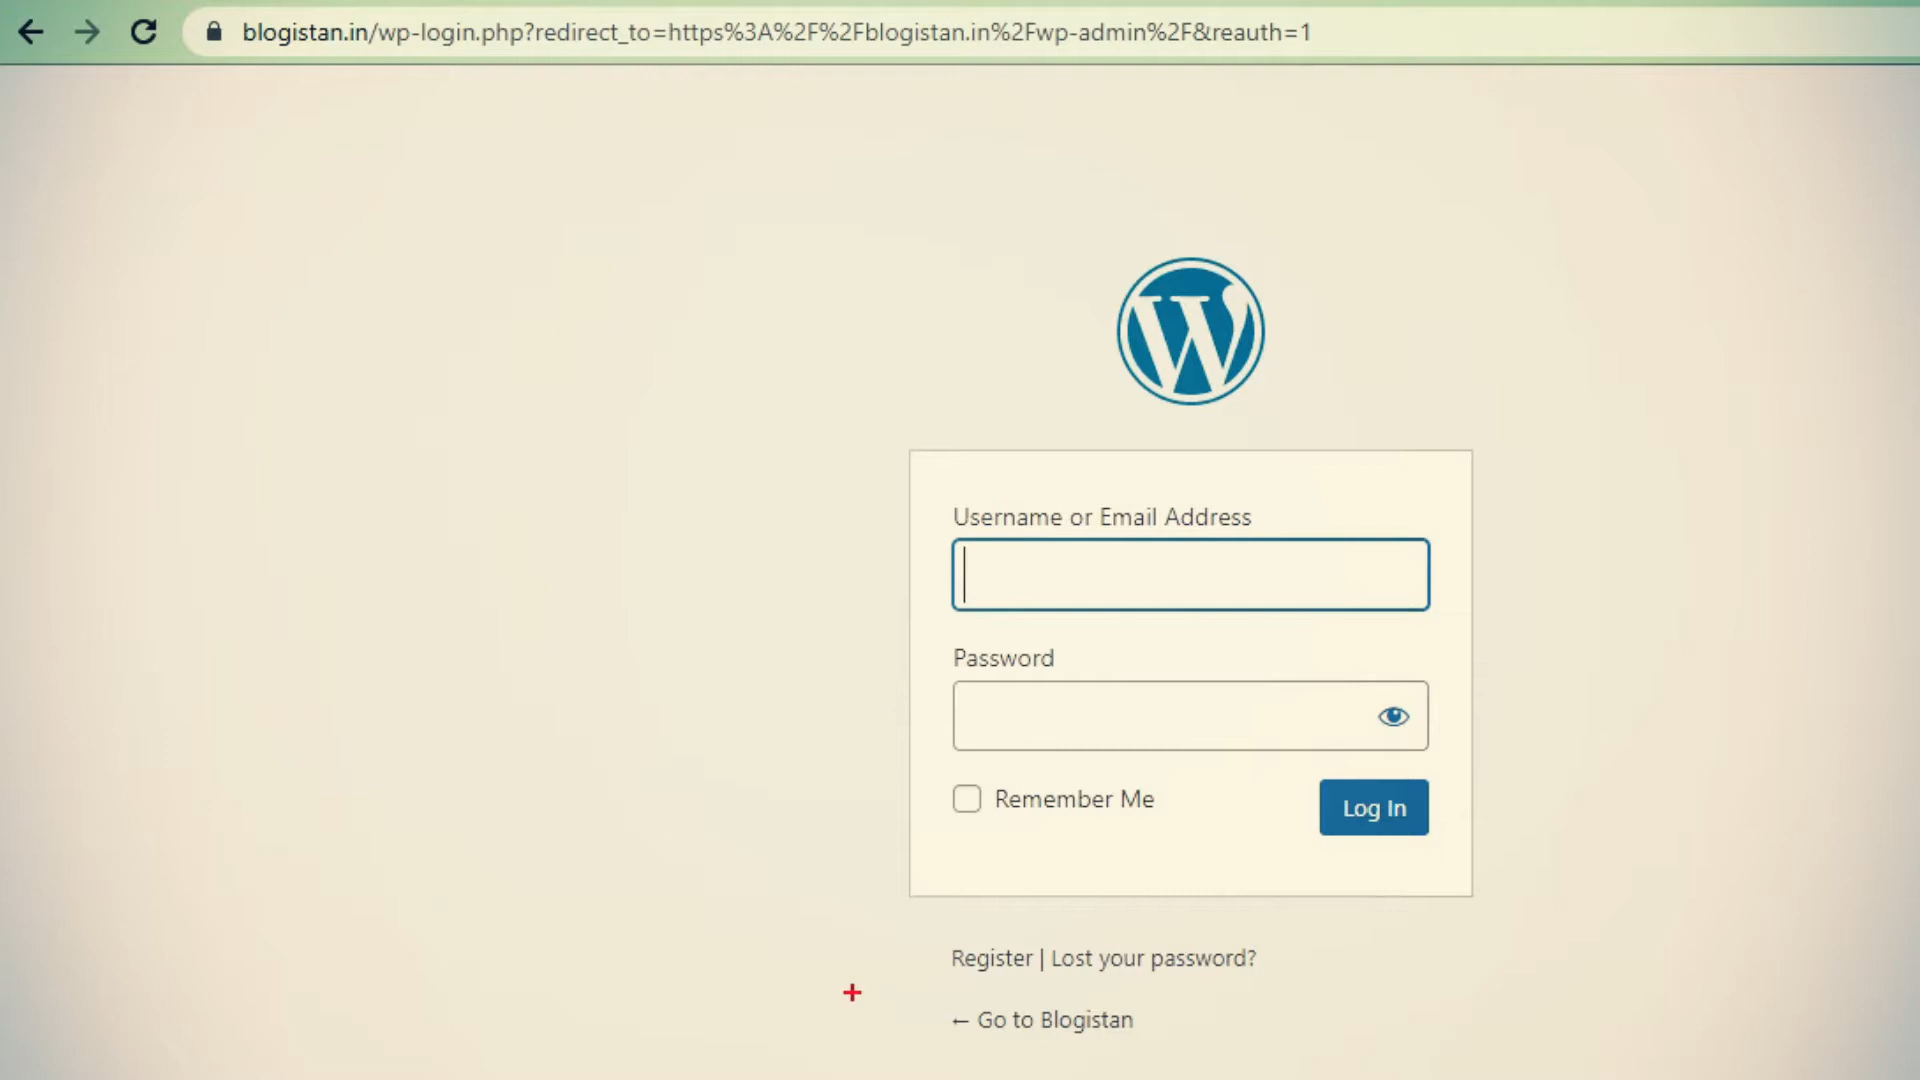 blogistan.in/wp-login.php?redirect_to=https%3A%2F%2Fblogistan.in%2Fwp-admin%2F&reauth=1
Username or Email Address
Password
Remember Me
Log In
Register | Lost your password?
← Go to Blogistan